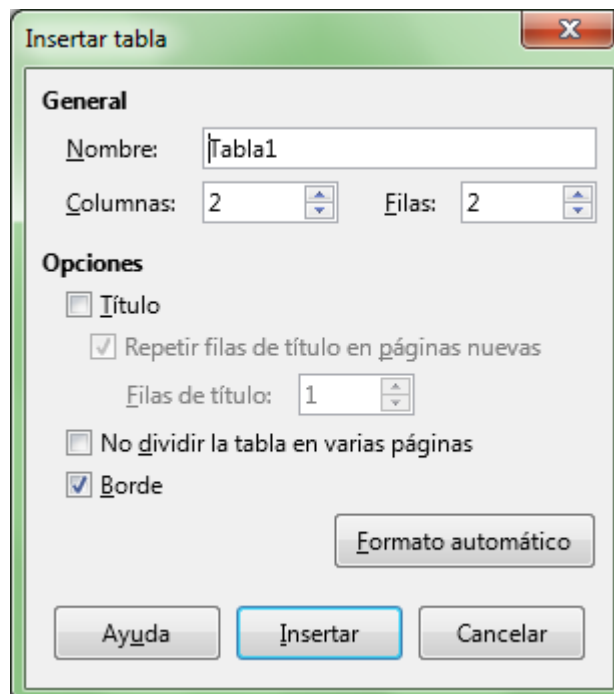 Insertar tabla
General
Nombre: Tabla1
Columnas: 2 Filas: 2
Opciones
Título
Repetir filas de título en páginas nuevas
Filas de título: 1
No dividir la tabla en varias páginas
Borde
Formato automático
Ayuda Insertar Cancelar